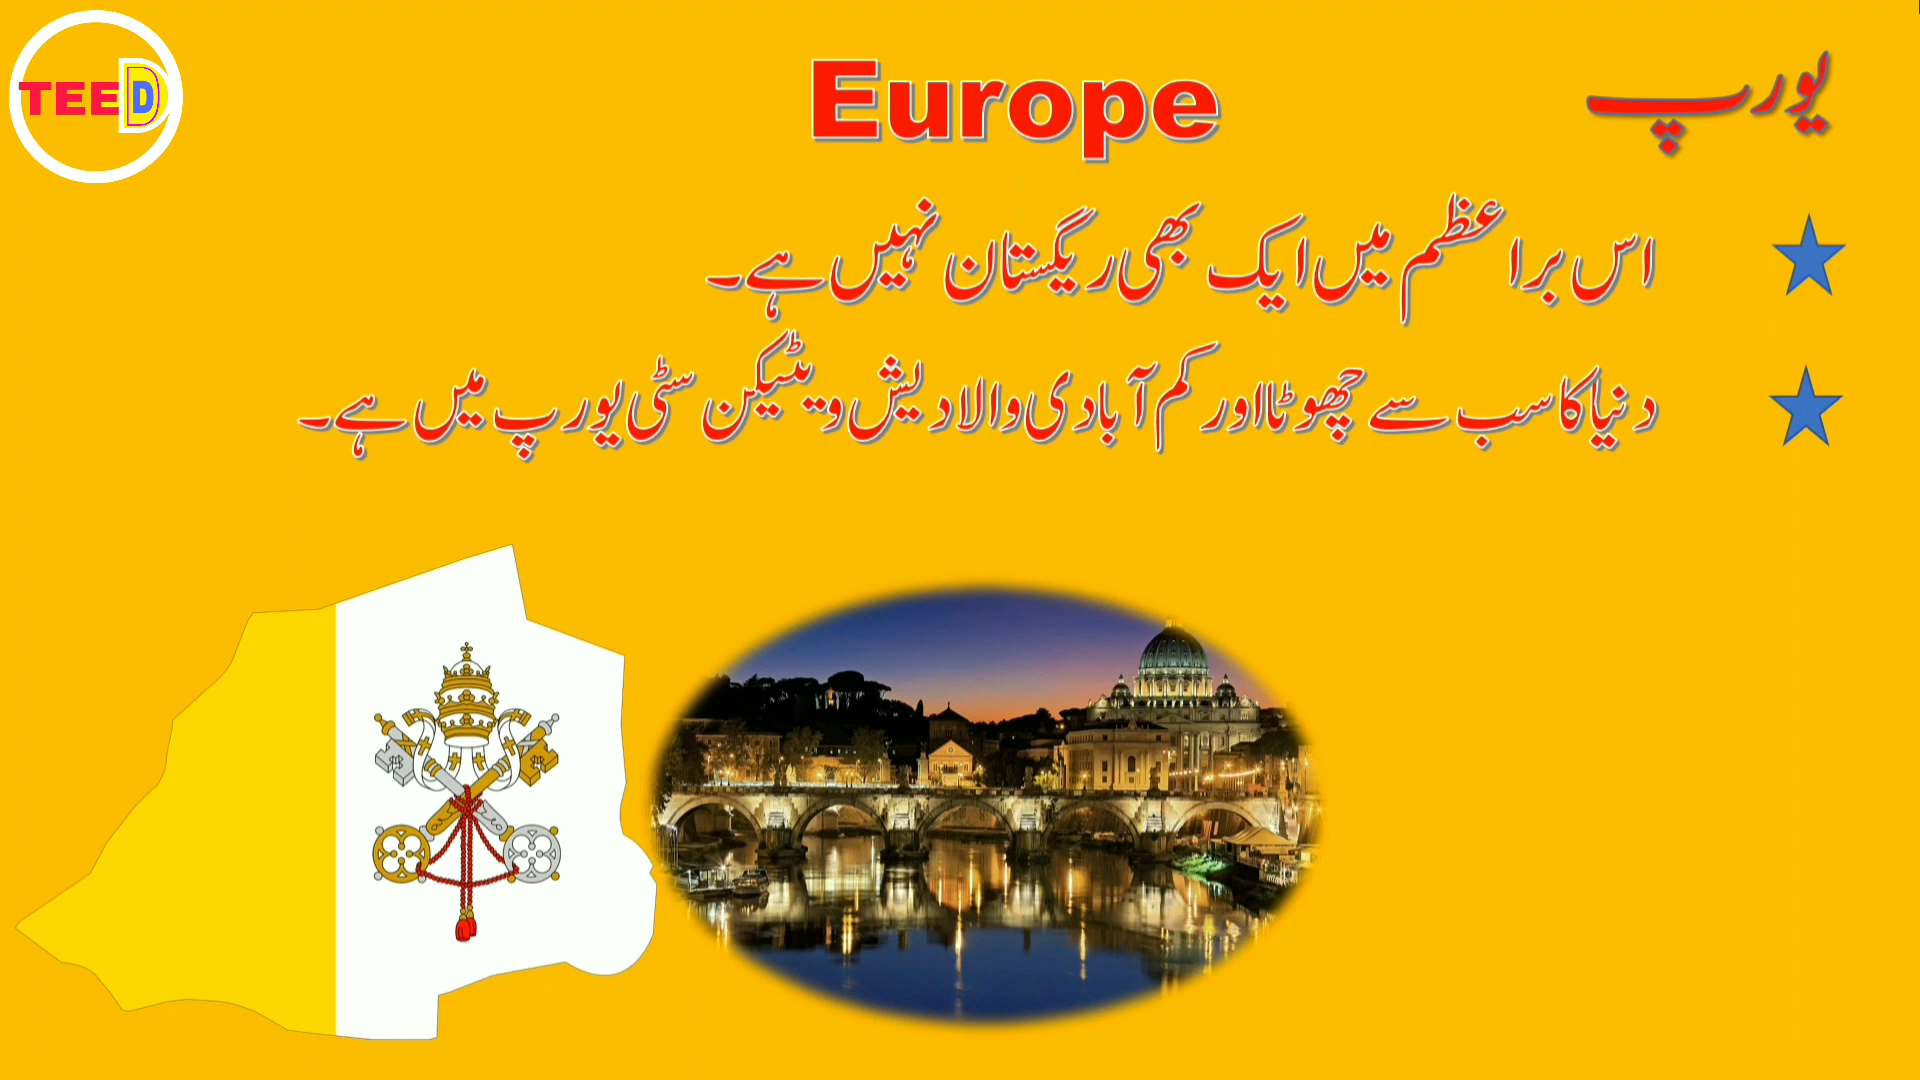 TEED
Europe
یورپ
اس براعظم میں ایک بھی ریگستان نہیں ہے۔
دنیا کا سب سے چھوٹا اور کم آبادی والا دیش ویٹیکن سٹی یورپ میں ہے۔